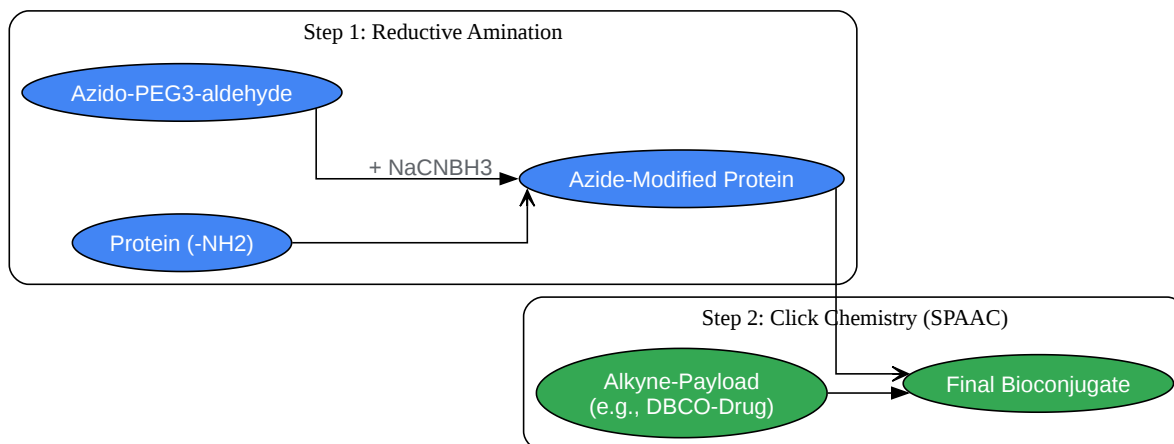 Step 1: Reductive Amination
Azido-PEG3-aldehyde
+ NaCNBH3
Azide-Modified Protein
Protein (-NH2)
Step 2: Click Chemistry (SPAAC)
Alkyne-Payload
(e.g., DBCO-Drug)
Final Bioconjugate